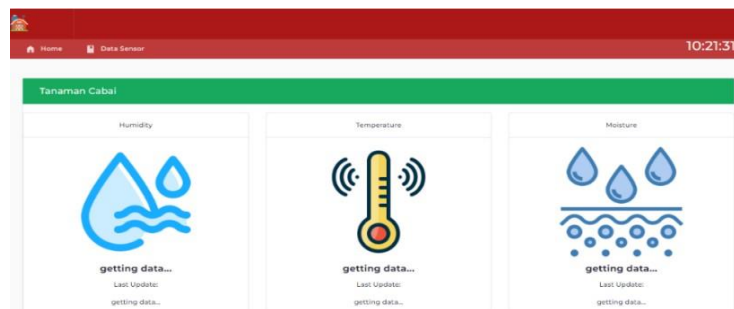 Home Data Sensor 10:21:31
Tanaman Cabai
Humidity Temperature Moisture
getting data... getting data... getting data...
Last Update: Last Update: Last Update:
getting data... getting data... getting data...